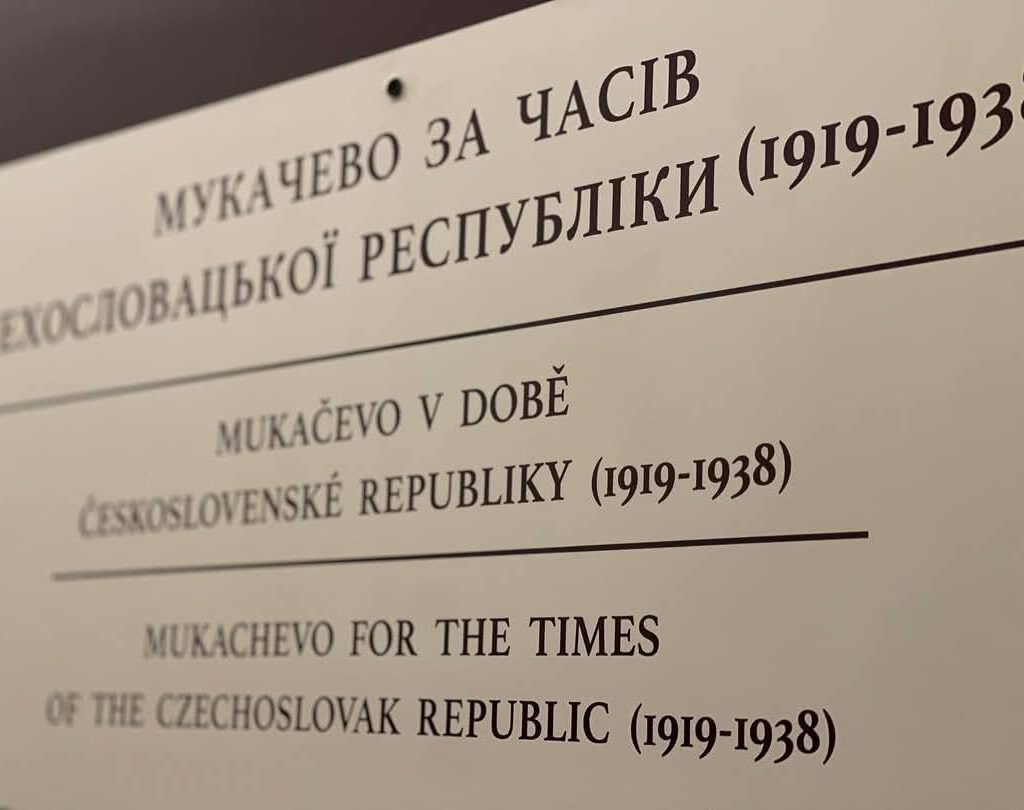 МУКАЧЕВО ЗА ЧАСІВ
ЕХОСЛОВАЦЬКОЇ РЕСПУБЛІКИ (1919-1938
MUKAČEVO V DOBĚ
ČESKOSLOVENSKÉ REPUBLIKY (1919-1938)
MUKACHEVO FOR THE TIMES
OF THE CZECHOSLOVAK REPUBLIC (1919-1938)